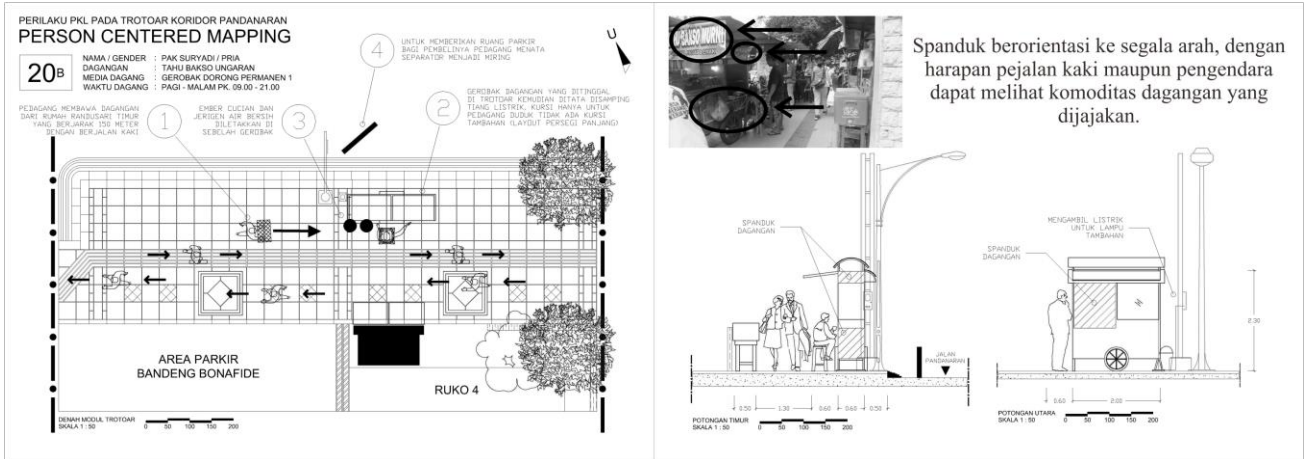 PERILAKU PKL PADA TROTOAR KORIDOR PANDANARAN
PERSON CENTERED MAPPING
20B
NAMA / GENDER : PAK SURYADI / PRIA
DAGANGAN : TAHU BAKSO UNGARAN
MEDIA DAGANG : GEROBAK DORONG PERMANEN 1
WAKTU DAGANG : PAGI - MALAM PK. 09.00 - 21.00
4
UNTUK MEMBERIKAN RUANG PARKIR
BAGI PEMBELINYA PEDAGANG MENATA
SEPARATOR MENJADI MIRING
U
PEDAGANG MEMBAWA DAGANGAN
DARI RUMAH RANDUSARI TIMUR
YANG BERJARAK 150 METER
DENGAN BERJALAN KAKI
1
EMBER CUCIAN DAN
JERIGEN AIR BERSIH
DILETAKKAN DI
SEBELAH GEROBAK
3
2
GEROBAK DAGANGAN YANG DITINGGAL
DI TROTOAR KEMUDIAN DITATA DISAMPING
TIANG LISTRIK, KURSI HANYA UNTUK
PEDAGANG DUDUK TIDAK ADA KURSI
TAMBAHAN (LAYOUT PERSEGI PANJANG)
AREA PARKIR
BANDENG BONAFIDE
RUKO 4
DENAH MODUL TROTOAR
SKALA 1 : 50
0 50 100 150 200
Spanduk berorientasi ke segala arah, dengan
harapan pejalan kaki maupun pengendara
dapat melihat komoditas dagangan yang
dijajakan.
SPANDUK
DAGANGAN
JALAN
PANDANARAN
0.50 1.30 0.60 0.60 0.50
POTONGAN TIMUR
SKALA 1 : 50
0 50 100 150 200
MENGAMBIL LISTRIK
UNTUK LAMPU
TAMBAHAN
SPANDUK
DAGANGAN
2.30
0.60 2.00
POTONGAN UTARA
SKALA 1 : 50
0 50 100 150 200